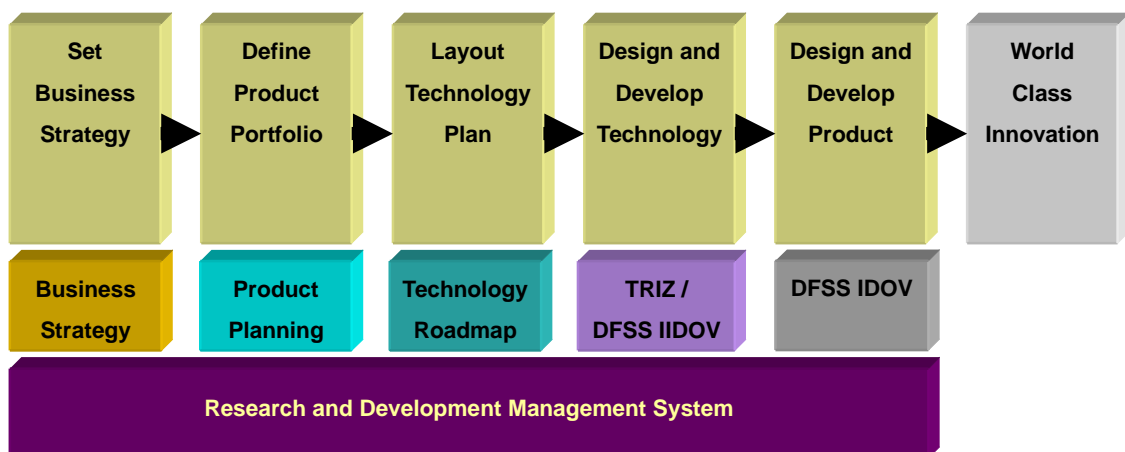 Set
Business
Strategy
Define
Product
Portfolio
Layout
Technology
Plan
Design and
Develop
Technology
Design and
Develop
Product
World
Class
Innovation
Business
Strategy
Product
Planning
Technology
Roadmap
TRIZ /
DFSS IIDOV
DFSS IDOV
Research and Development Management System